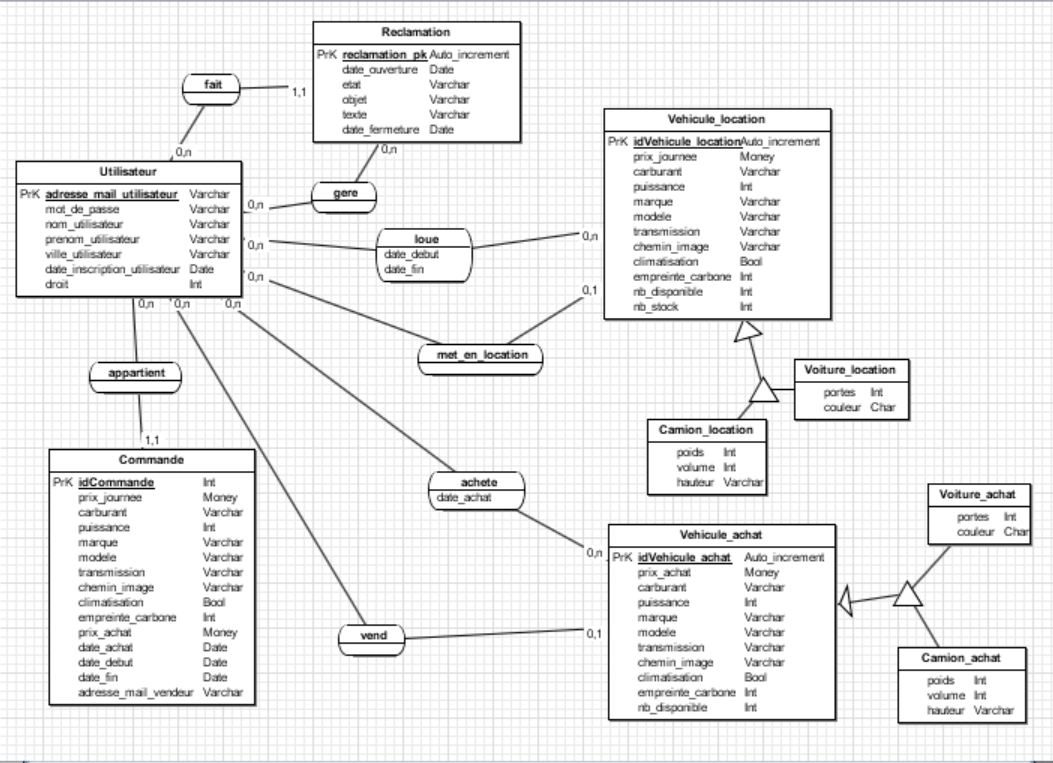 Reclamation
PrK reclamation_pk Auto_increment
date_ouverture Date
etat Varchar
objet Varchar
texte Varchar
date_fermeture Date
fait
1,1
0,n
0,n
gere
0,n
Utilisateur
PrK adresse_mail_utilisateur Varchar
mot_de_passe Varchar
nom_utilisateur Varchar
prenom_utilisateur Varchar
ville_utilisateur Varchar
date_inscription_utilisateur Date
droit Int
0,n
loue
date_debut
date_fin
0,n
0,n
met_en_location
0,1
Vehicule_location
PrK idVehicule_location Auto_increment
prix_journee Money
carburant Varchar
puissance Int
marque Varchar
modele Varchar
transmission Varchar
chemin_image Varchar
climatisation Bool
empreinte_carbone Int
nb_disponible Int
nb_stock Int
Voiture_location
portes Int
couleur Char
Camion_location
poids Int
volume Int
hauteur Varchar
0,n
0,n
0,n
appartient
1,1
Commande
PrK idCommande Int
prix_journee Money
carburant Varchar
puissance Int
marque Varchar
modele Varchar
transmission Varchar
chemin_image Varchar
climatisation Bool
empreinte_carbone Int
prix_achat Money
date_achat Date
date_debut Date
date_fin Date
adresse_mail_vendeur Varchar
achete
date_achat
0,n
vend
0,1
Vehicule_achat
PrK idVehicule_achat Auto_increment
prix_achat Money
carburant Varchar
puissance Int
marque Varchar
modele Varchar
transmission Varchar
chemin_image Varchar
climatisation Bool
empreinte_carbone Int
nb_disponible Int
Voiture_achat
portes Int
couleur Char
Camion_achat
poids Int
volume Int
hauteur Varchar